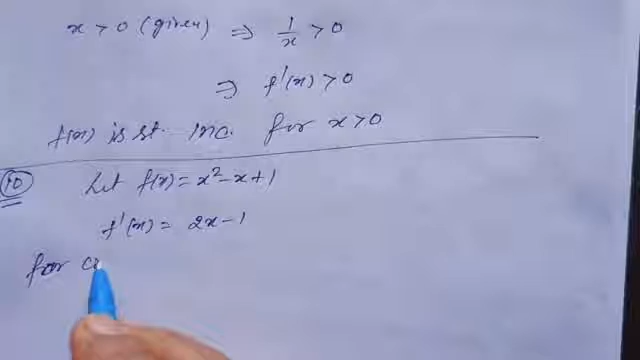 x > 0 (given) ⇒ 1/x > 0
⇒ f'(x) > 0
f(x) is st. inc. for x > 0
10 Let f(x) = x² - x + 1
f'(x) = 2x - 1
for